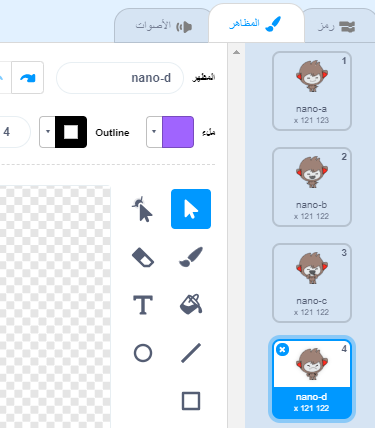 رمز
المظاهر
الأصوات
المظهر
nano-d
ملء
Outline
4
1
nano-a
121 x 123
2
nano-b
121 x 122
3
nano-c
121 x 122
4
nano-d
121 x 122
T